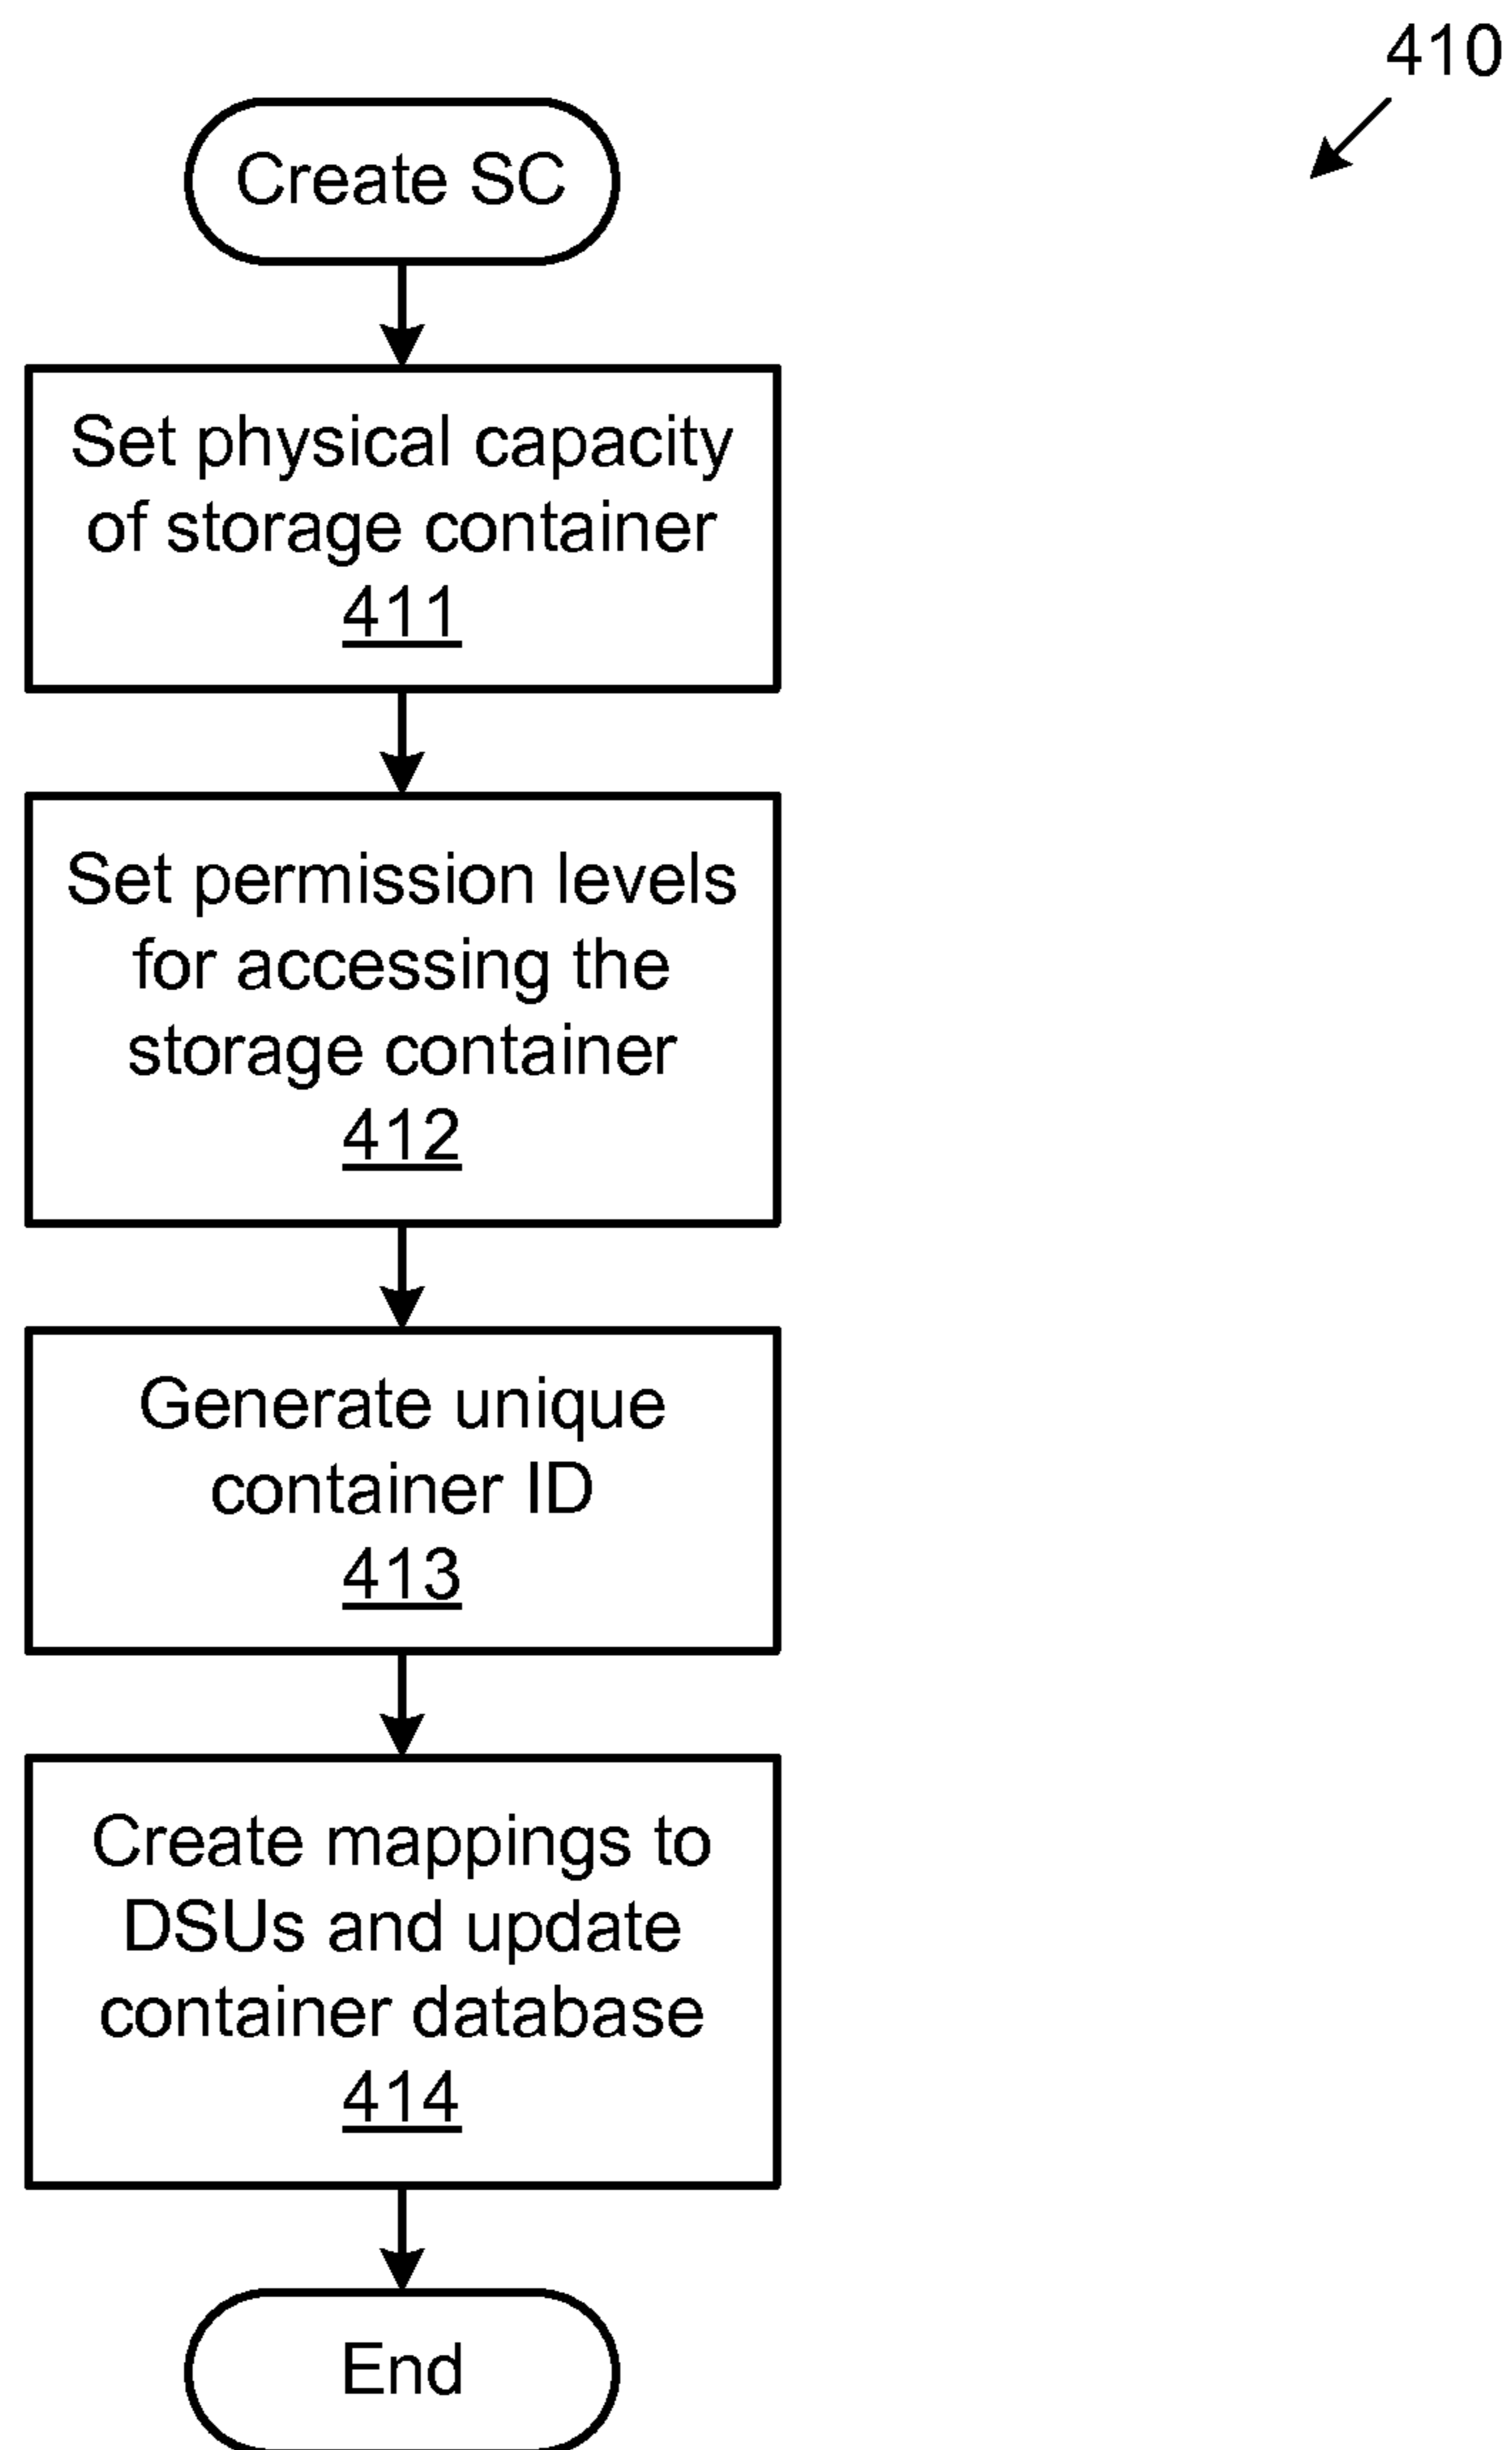 410
Create SC
Set physical capacity
of storage container
411
Set permission levels
for accessing the
storage container
412
Generate unique
container ID
413
Create mappings to
DSUs and update
container database
414
End